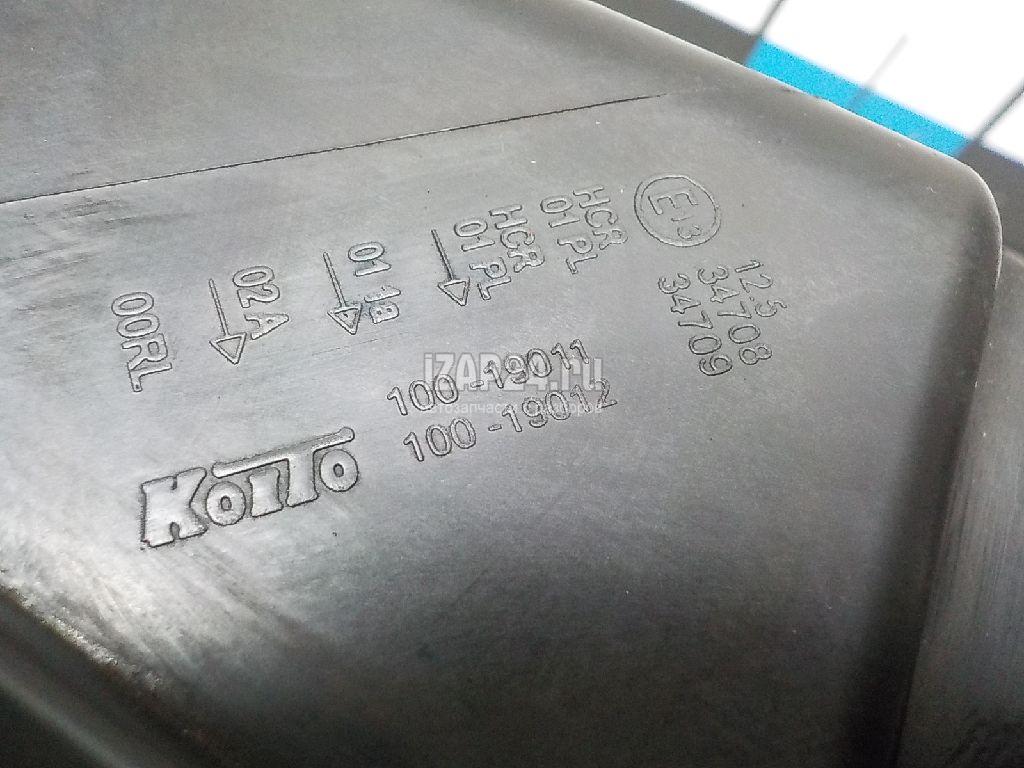 E13
12.5
34708
34709
HCR
01 PL
HCR
01 PL
01 1B
02A
00RL
100-19011
100-19012
KOITO
IZAR24.ru